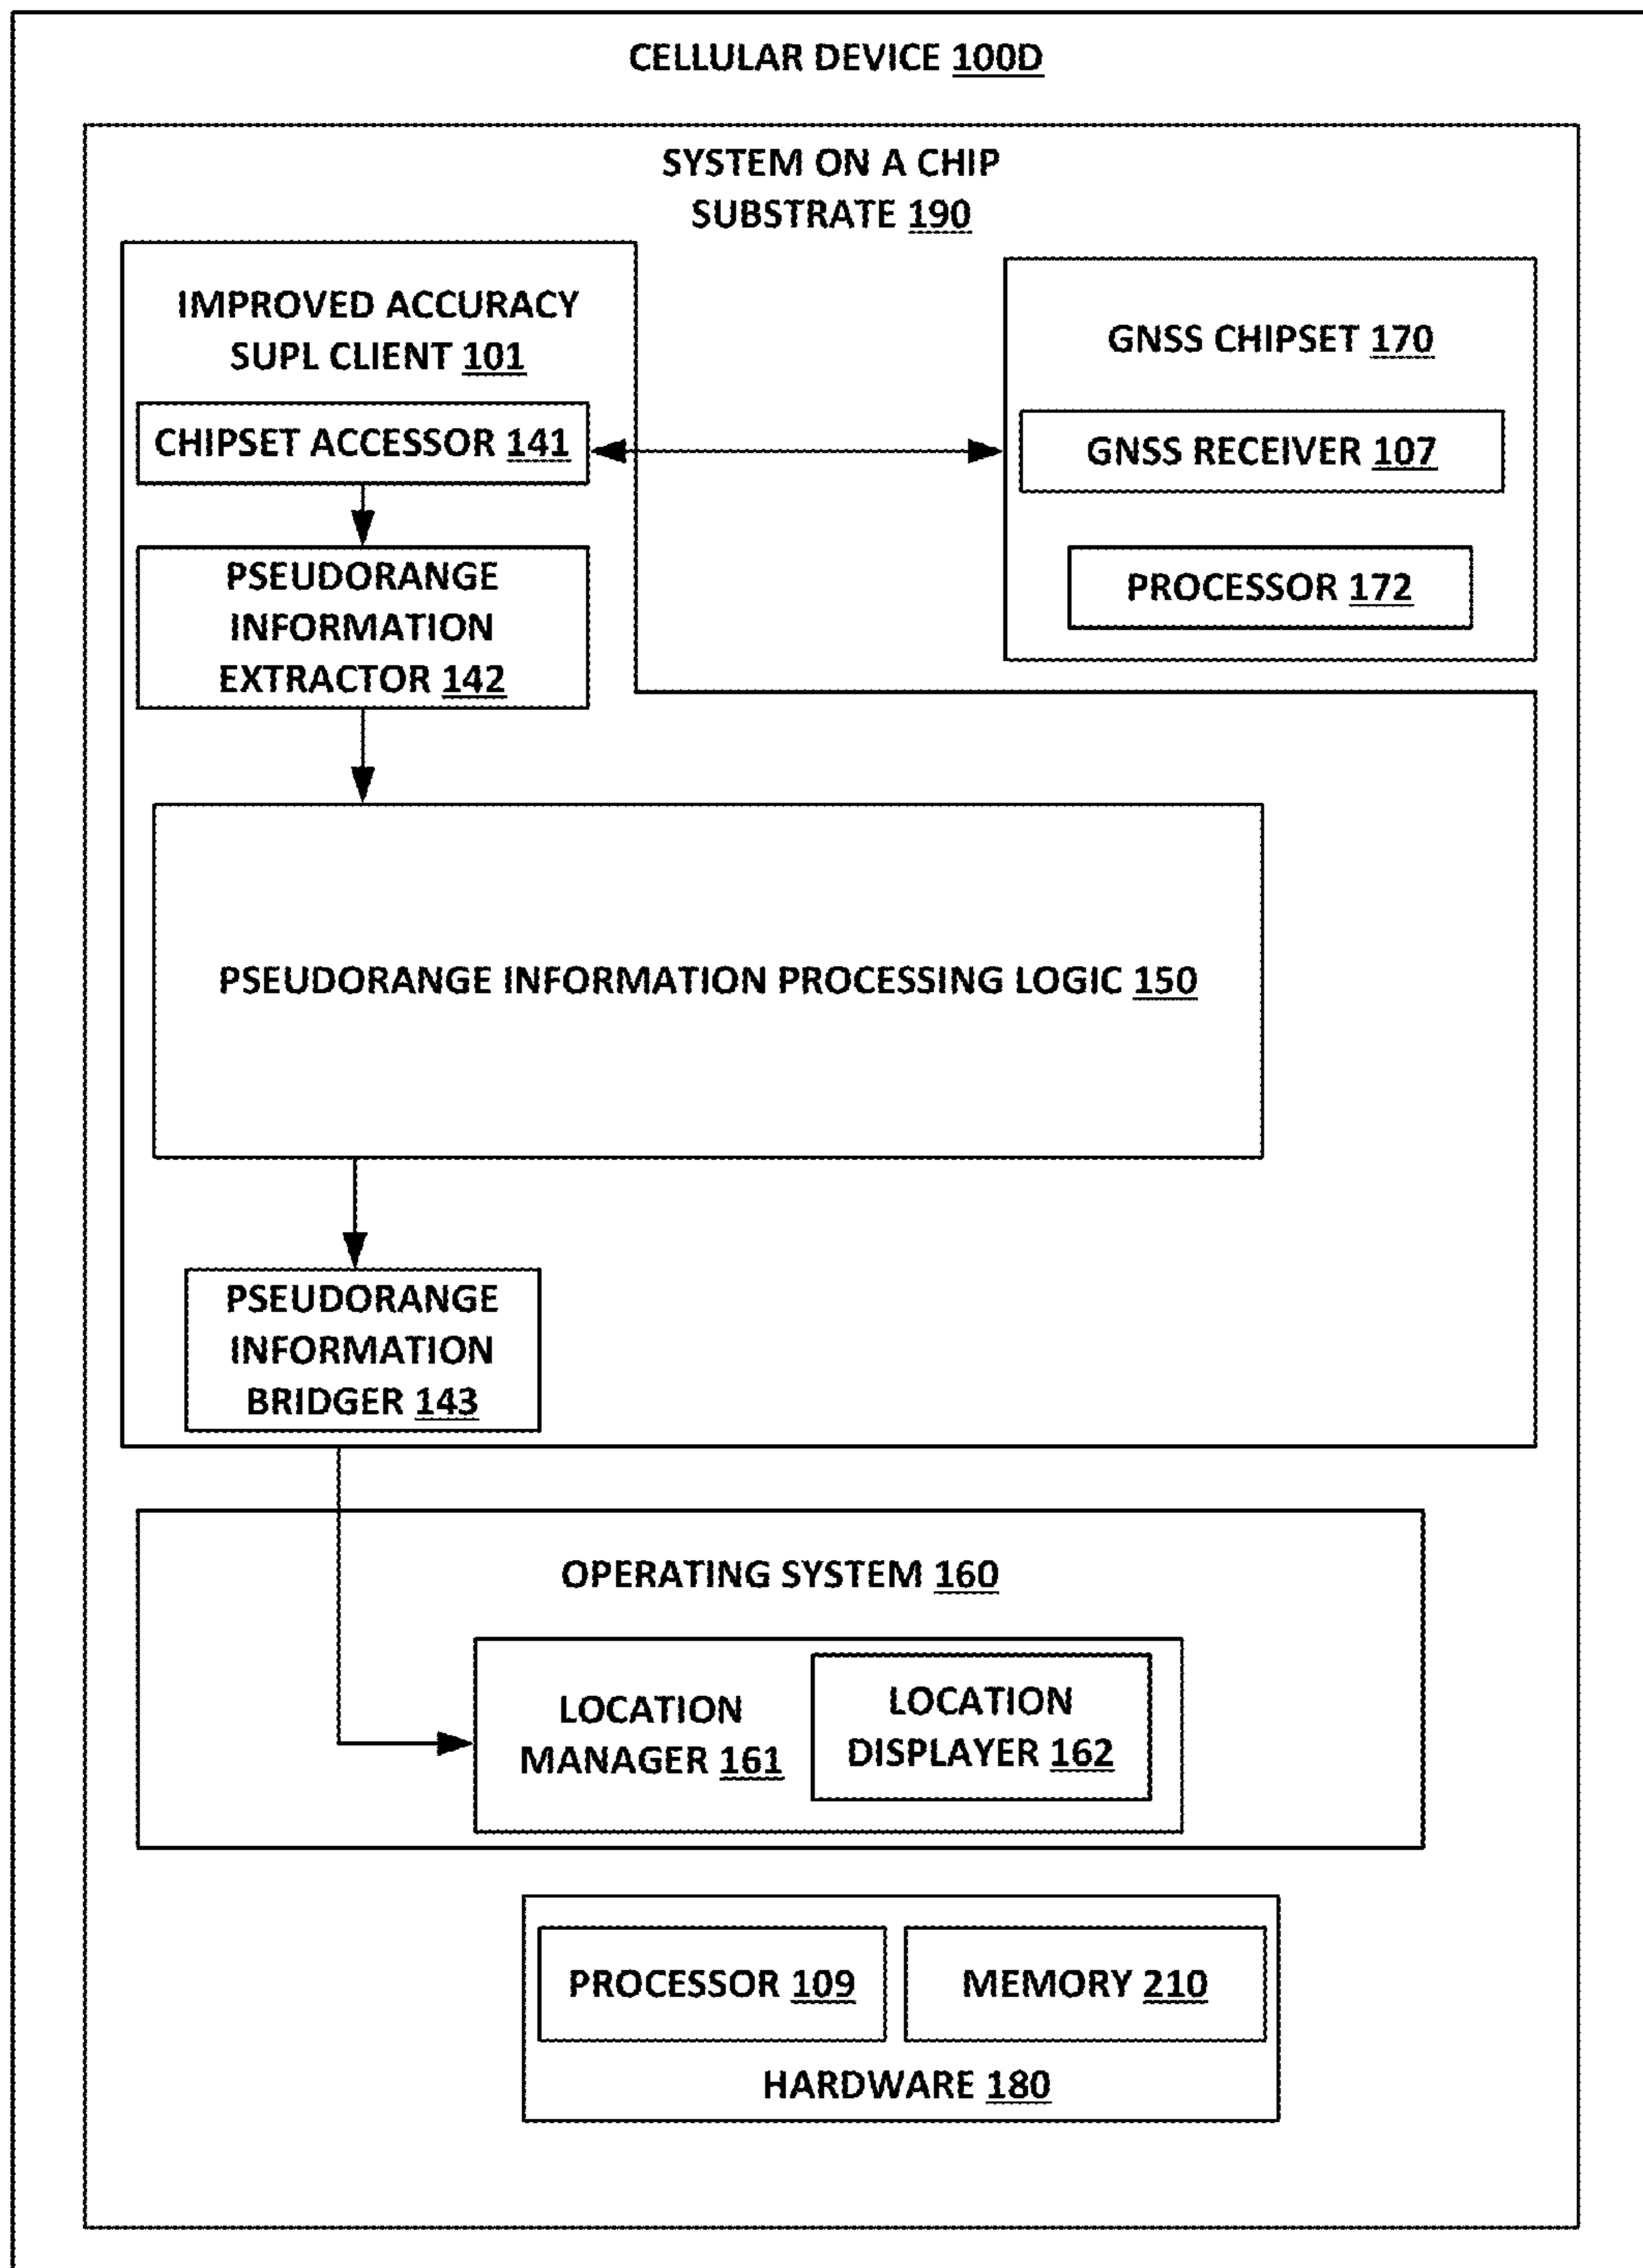 CELLULAR DEVICE 100D
SYSTEM ON A CHIP
SUBSTRATE 190
IMPROVED ACCURACY
SUPL CLIENT 101
CHIPSET ACCESSOR 141
PSEUDORANGE
INFORMATION
EXTRACTOR 142
GNSS CHIPSET 170
GNSS RECEIVER 107
PROCESSOR 172
PSEUDORANGE INFORMATION PROCESSING LOGIC 150
PSEUDORANGE
INFORMATION
BRIDGER 143
OPERATING SYSTEM 160
LOCATION
MANAGER 161
LOCATION
DISPLAYER 162
PROCESSOR 109
MEMORY 210
HARDWARE 180